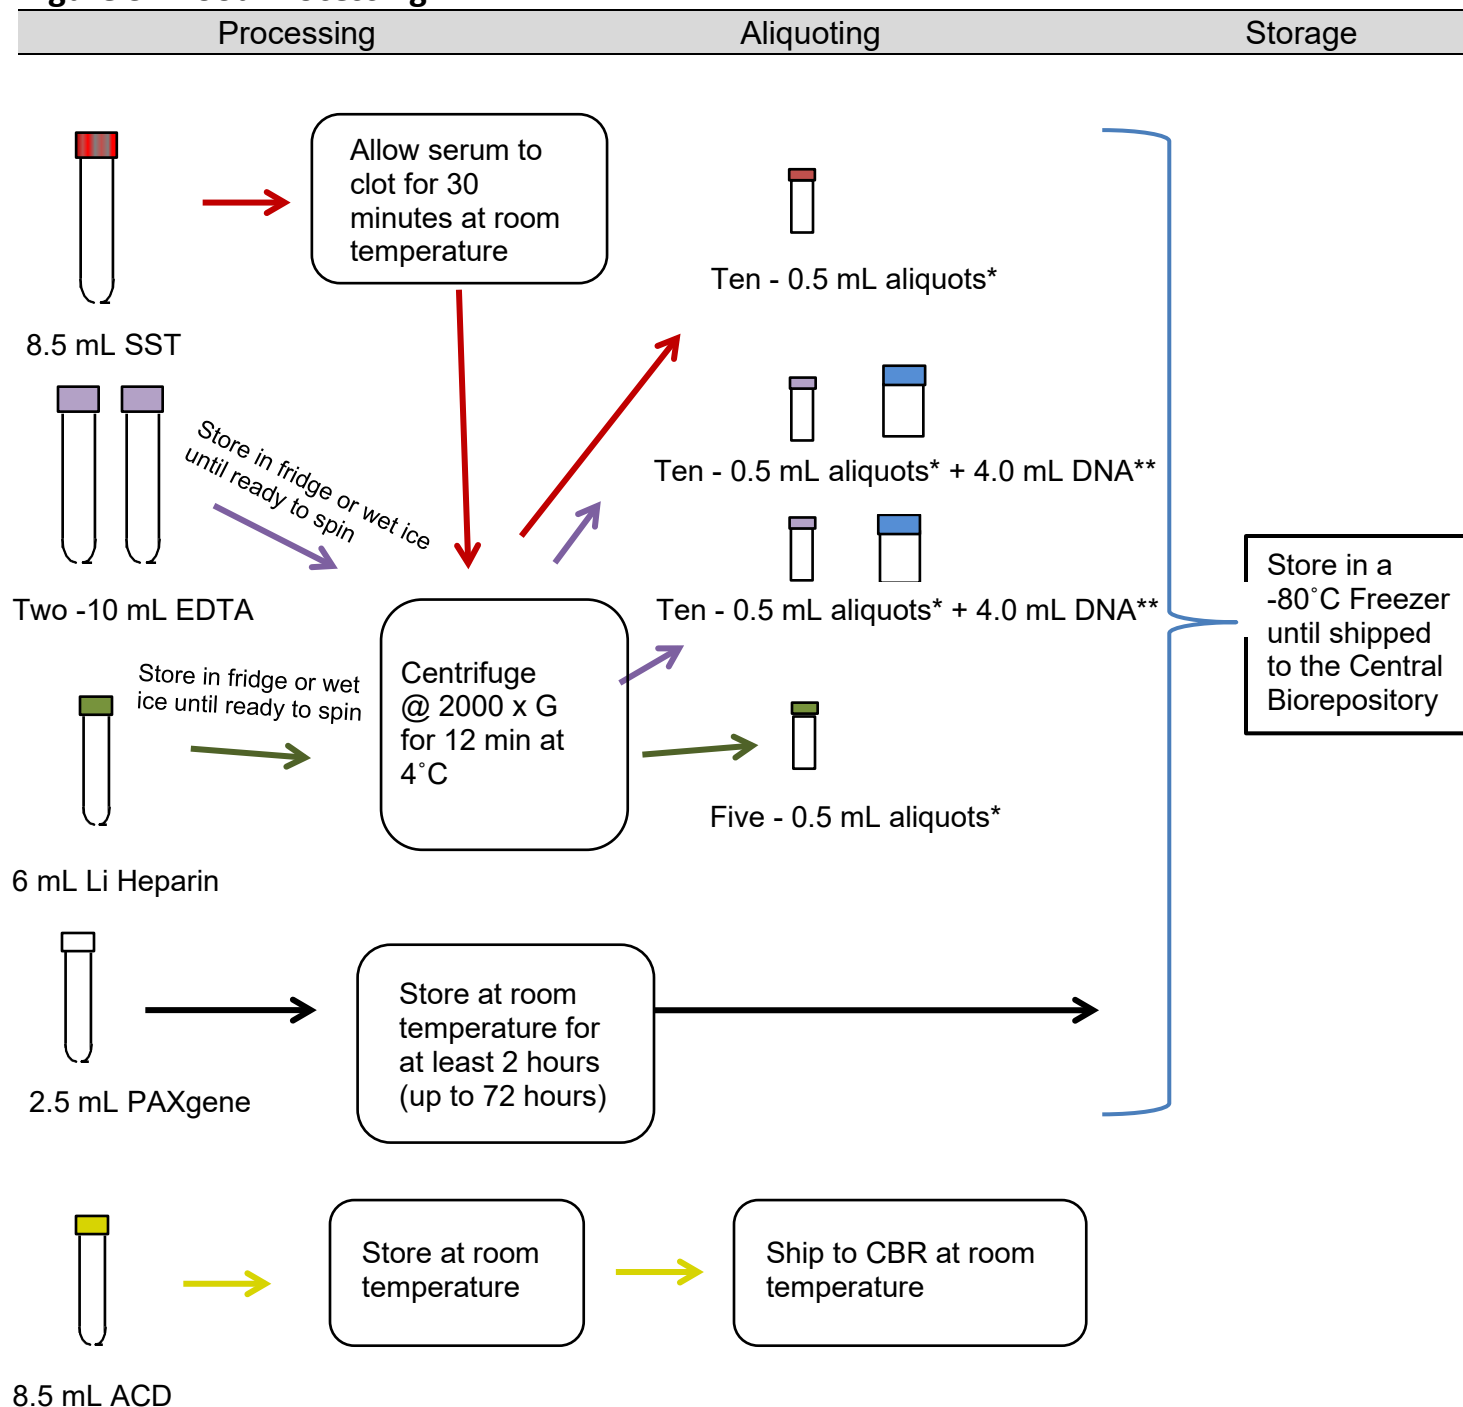 Processing Aliquoting Storage
Allow serum to
clot for 30
minutes at room
temperature
Ten - 0.5 mL aliquots*
8.5 mL SST
Store in fridge or wet ice
until ready to spin
Ten - 0.5 mL aliquots* + 4.0 mL DNA**
Two -10 mL EDTA
Ten - 0.5 mL aliquots* + 4.0 mL DNA**
Store in a
-80˚C Freezer
until shipped
to the Central
Biorepository
Store in fridge or wet
ice until ready to spin
Centrifuge
@ 2000 x G
for 12 min at
4˚C
Five - 0.5 mL aliquots*
6 mL Li Heparin
Store at room
temperature for
at least 2 hours
(up to 72 hours)
2.5 mL PAXgene
Store at room
temperature
Ship to CBR at room
temperature
8.5 mL ACD